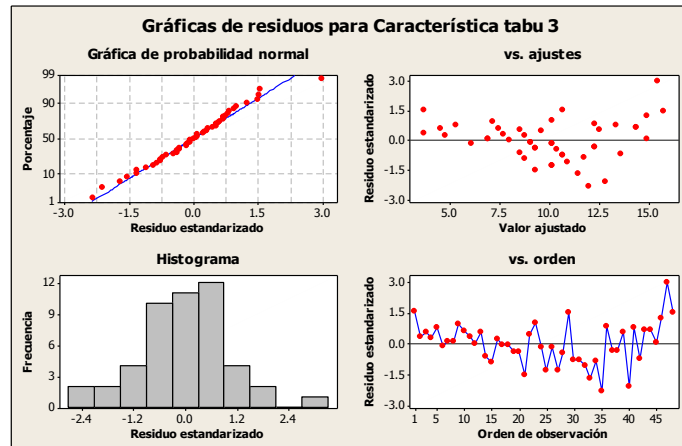 Gráficas de residuos para Característica tabu 3
Gráfica de probabilidad normal
Porcentaje
99
90
50
10
1
-3.0 -1.5 0.0 1.5 3.0
Residuo estandarizado
vs. ajustes
Residuo estandarizado
3.0
1.5
0.0
-1.5
-3.0
5.0 7.5 10.0 12.5 15.0
Valor ajustado
Histograma
Frecuencia
12
9
6
3
0
-2.4 -1.2 0.0 1.2 2.4
Residuo estandarizado
vs. orden
Residuo estandarizado
3.0
1.5
0.0
-1.5
-3.0
1 5 10 15 20 25 30 35 40 45
Orden de observación